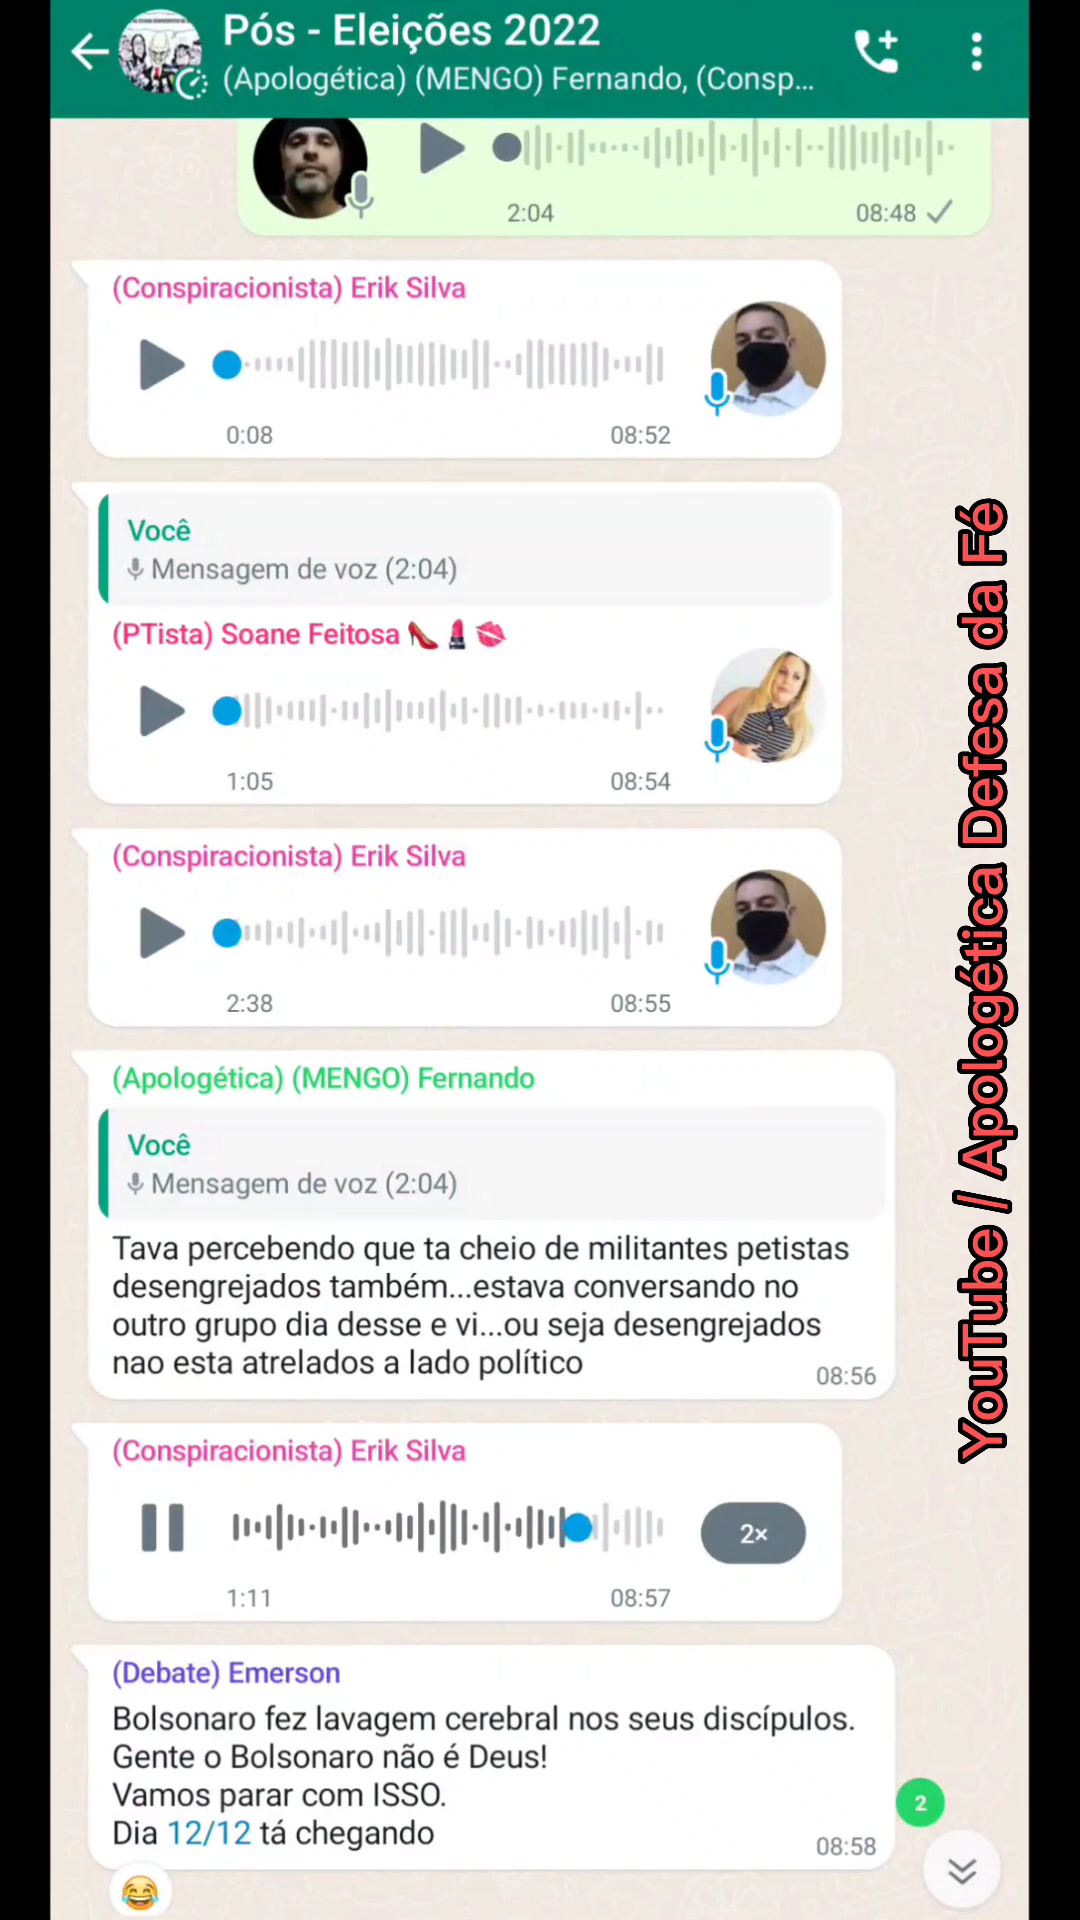 Pós - Eleições 2022
(Apologética) (MENGO) Fernando, (Consp...
2:04
08:48
(Conspiracionista) Erik Silva
0:08
08:52
Você
Mensagem de voz (2:04)
(PTista) Soane Feitosa 👠💄💋
1:05
08:54
(Conspiracionista) Erik Silva
2:38
08:55
(Apologética) (MENGO) Fernando
Você
Mensagem de voz (2:04)
Tava percebendo que ta cheio de militantes petistas
desengrejados também...estava conversando no
outro grupo dia desse e vi...ou seja desengrejados
nao esta atrelados a lado político
08:56
(Conspiracionista) Erik Silva
2×
1:11
08:57
(Debate) Emerson
Bolsonaro fez lavagem cerebral nos seus discípulos.
Gente o Bolsonaro não é Deus!
Vamos parar com ISSO.
Dia 12/12 tá chegando
08:58
😂
2
YouTube / Apologética Defesa da Fé